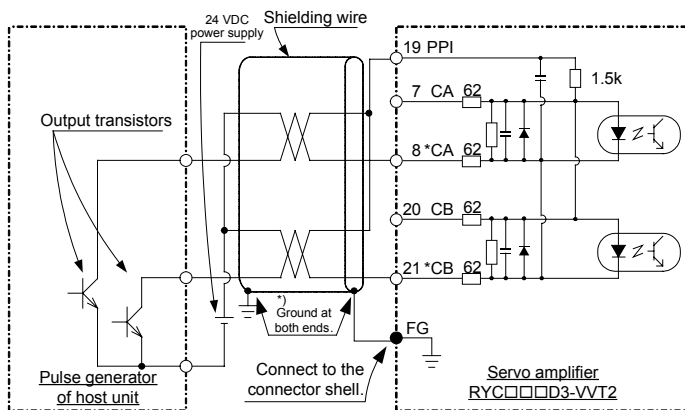 24 VDC
power supply
Shielding wire
19 PPI
1.5k
7 CA 62
Output transistors
8 *CA 62
20 CB 62
21 *CB 62
*)
Ground at
both ends.
FG
Connect to the
connector shell.
Pulse generator
of host unit
Servo amplifier
RYC□□□D3-VVT2